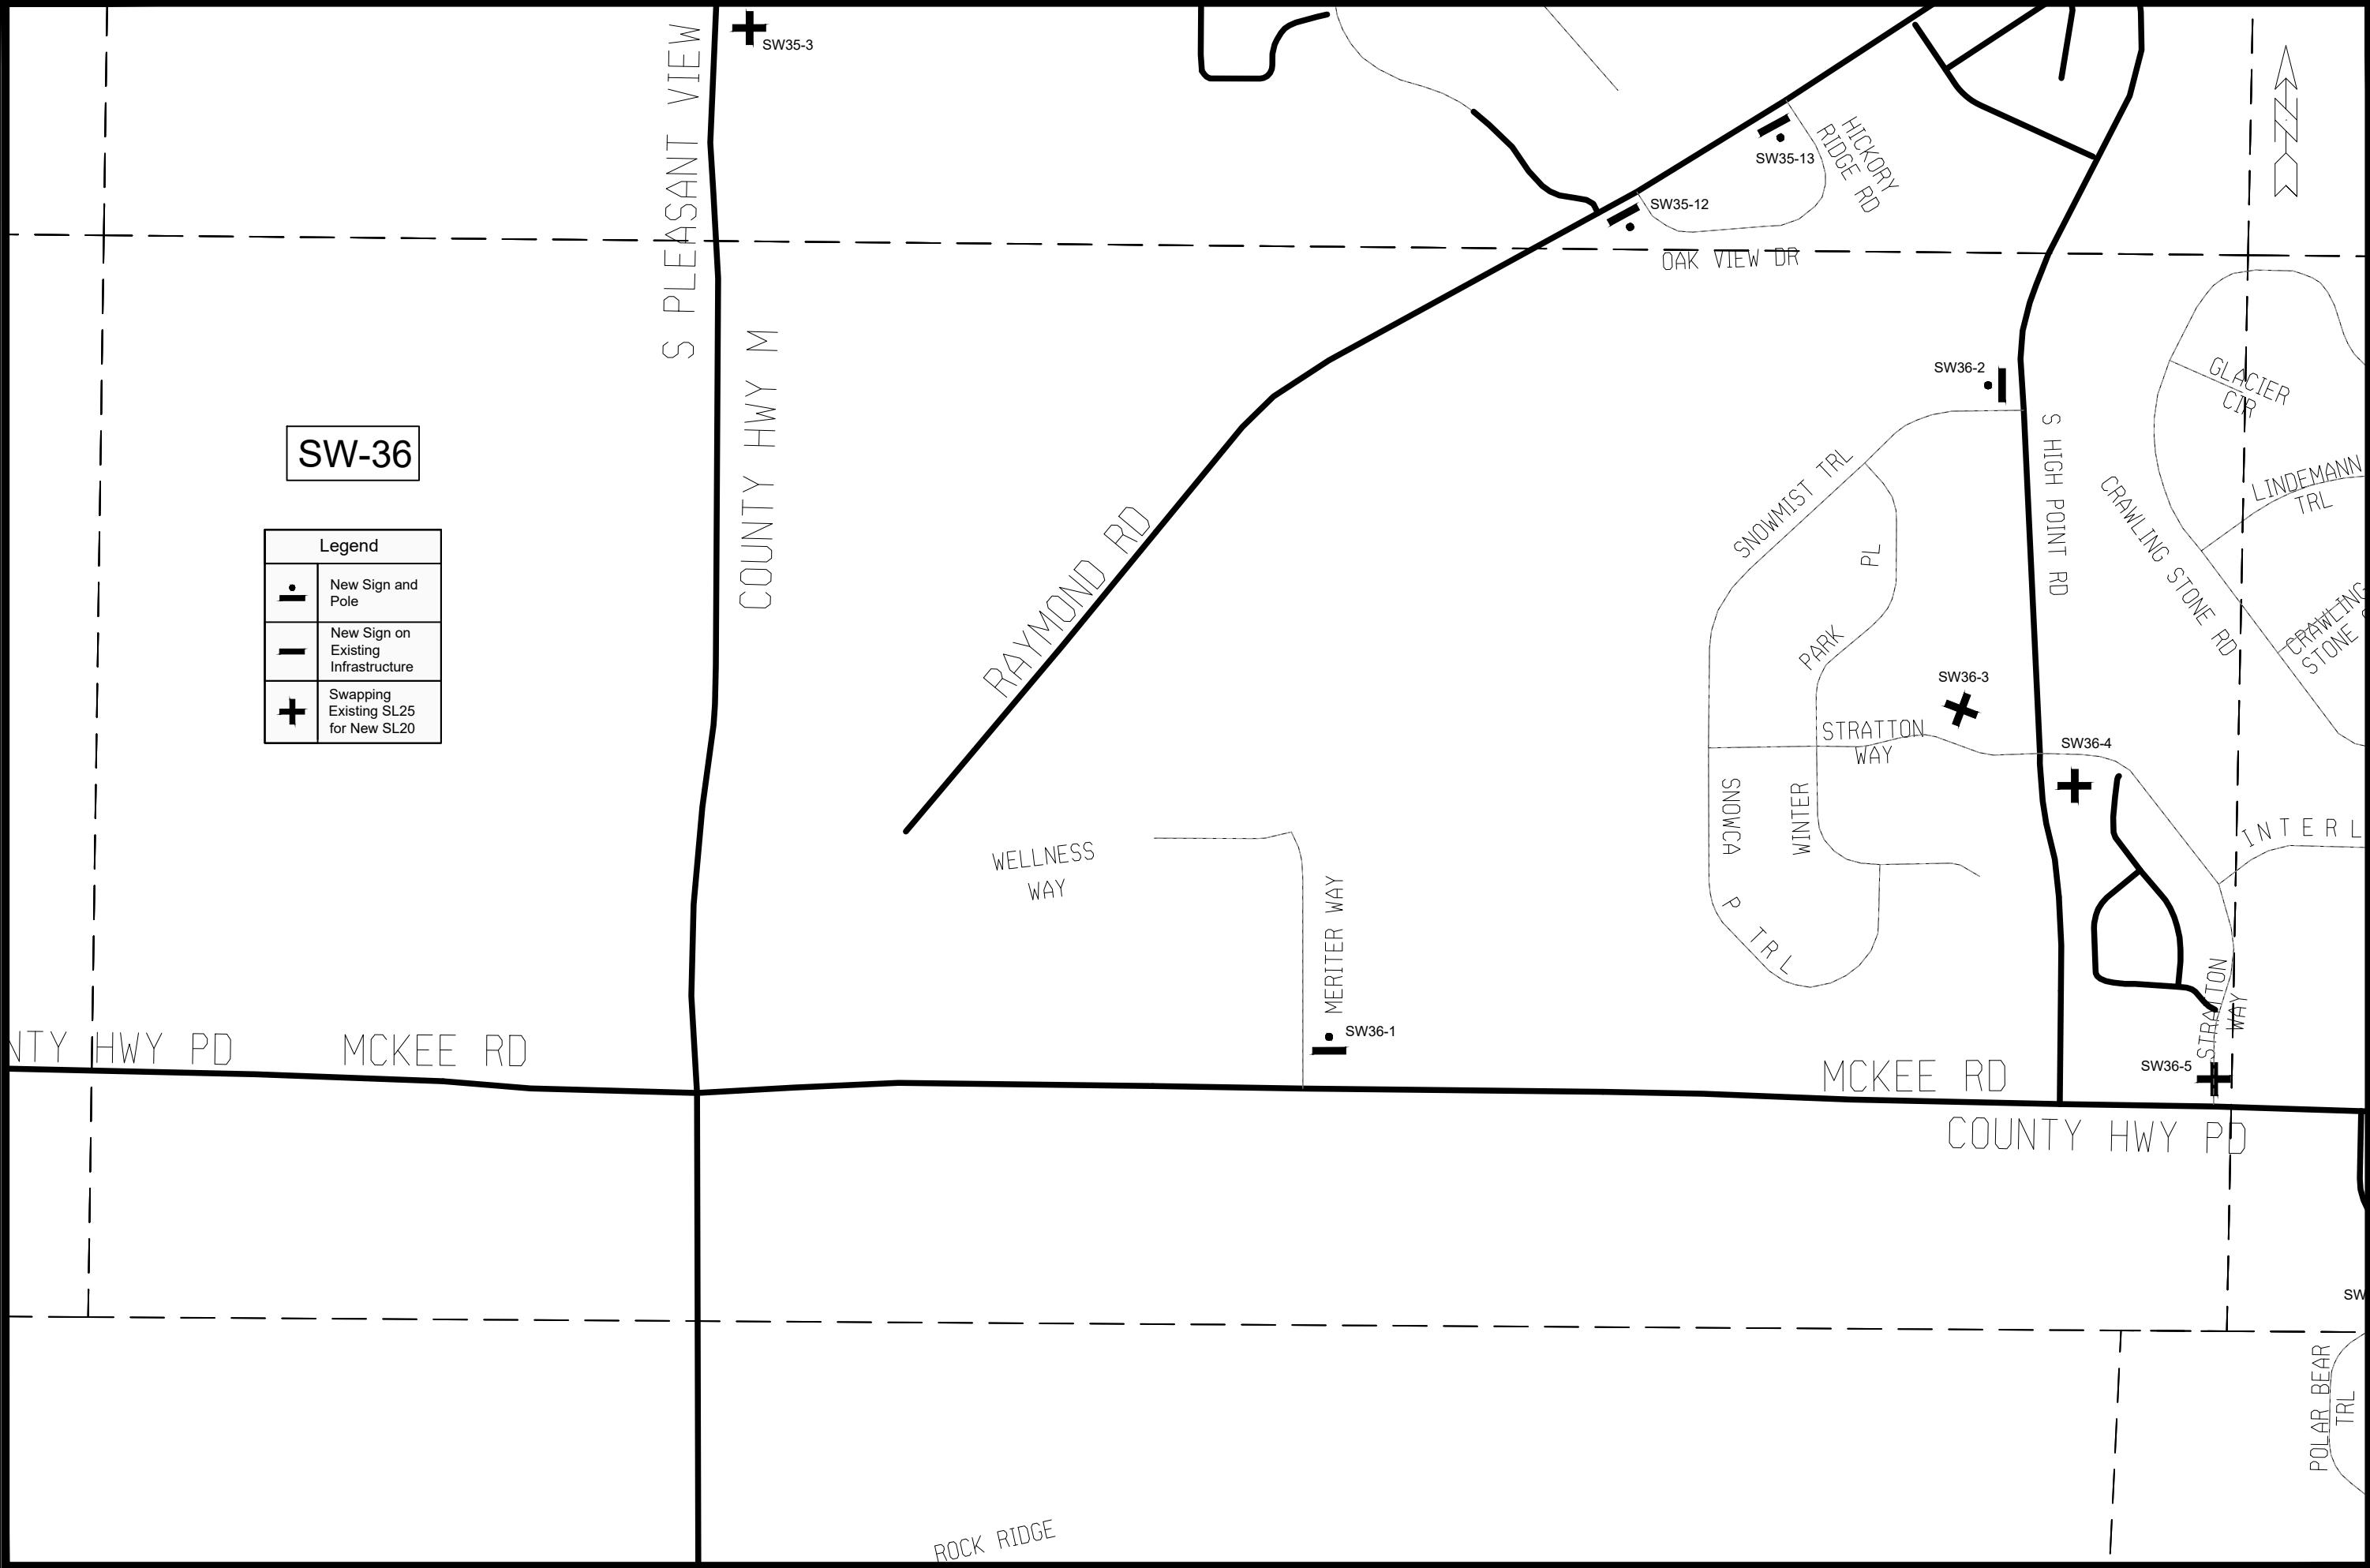 SW35-3
S PLEASANT VIEW
HICKORY
RIDGE RD
SW35-13
SW35-12
OAK VIEW DR
COUNTY HWY M
SW36-2
GLACIER
CIR
SW-36
S HIGH POINT RD
SNOWMIST TRL
LINDEMANN
TRL
CRAWLING STONE RD
CRAWLING
STONE
Legend
New Sign and
Pole
New Sign on
Existing
Infrastructure
Swapping
Existing SL25
for New SL20
RAYMOND RD
PARK PL
SW36-3
STRATTON
WAY
SW36-4
SNOWCA
P TRL
WINTER
INTERL
WELLNESS
WAY
MERITER WAY
SW36-1
STRATTON
WAY
NTY HWY PD
MCKEE RD
MCKEE RD
SW36-5
COUNTY HWY PD
SW
POLAR BEAR
TRL
ROCK RIDGE